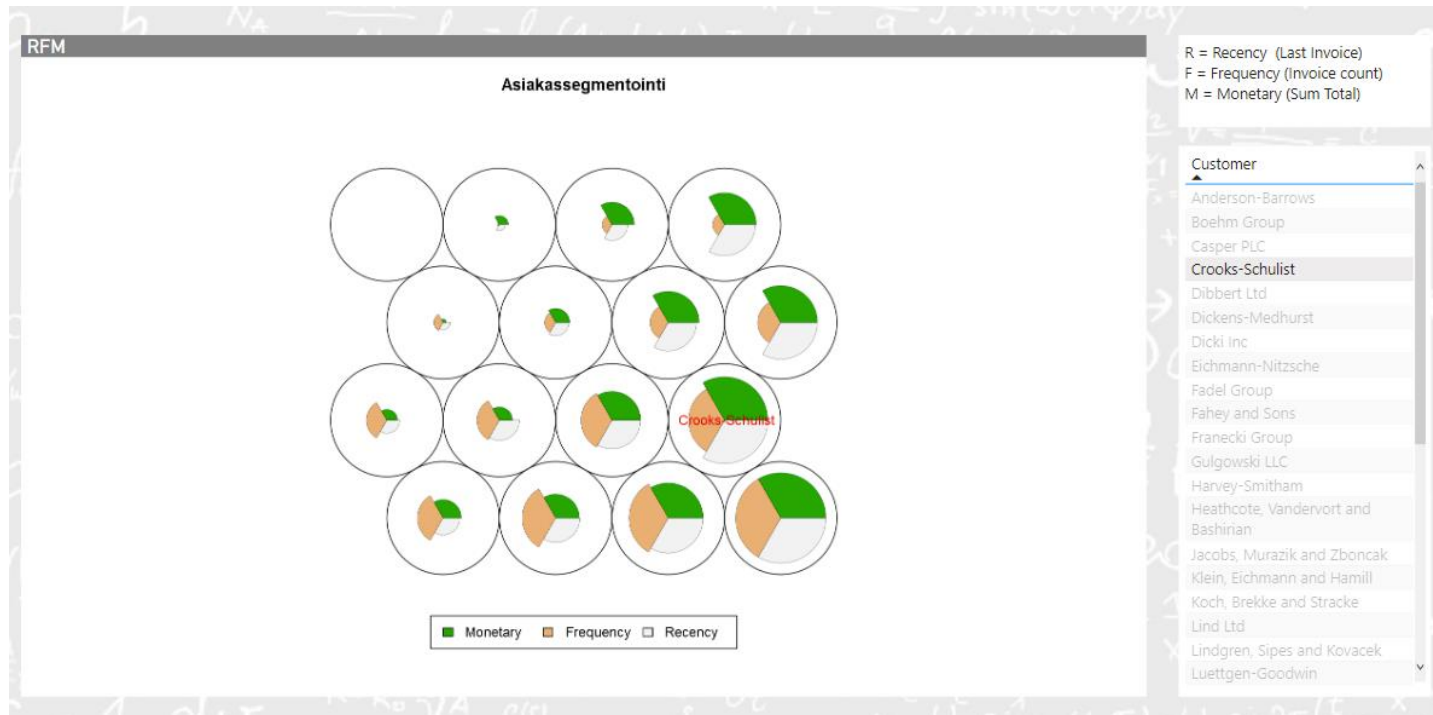 RFM
Asiakassegmentointi
Crooks-Schulist
Monetary Frequency Recency
R = Recency (Last Invoice)
F = Frequency (Invoice count)
M = Monetary (Sum Total)
Customer
Anderson-Barrows
Boehm Group
Casper PLC
Crooks-Schulist
Dibbert Ltd
Dickens-Medhurst
Dicki Inc
Eichmann-Nitzsche
Fadel Group
Fahey and Sons
Franecki Group
Gulgowski LLC
Harvey-Smitham
Heathcote, Vandervort and
Bashirian
Jacobs, Murazik and Zboncak
Klein, Eichmann and Hamill
Koch, Brekke and Stracke
Lind Ltd
Lindgren, Sipes and Kovacek
Luettgen-Goodwin